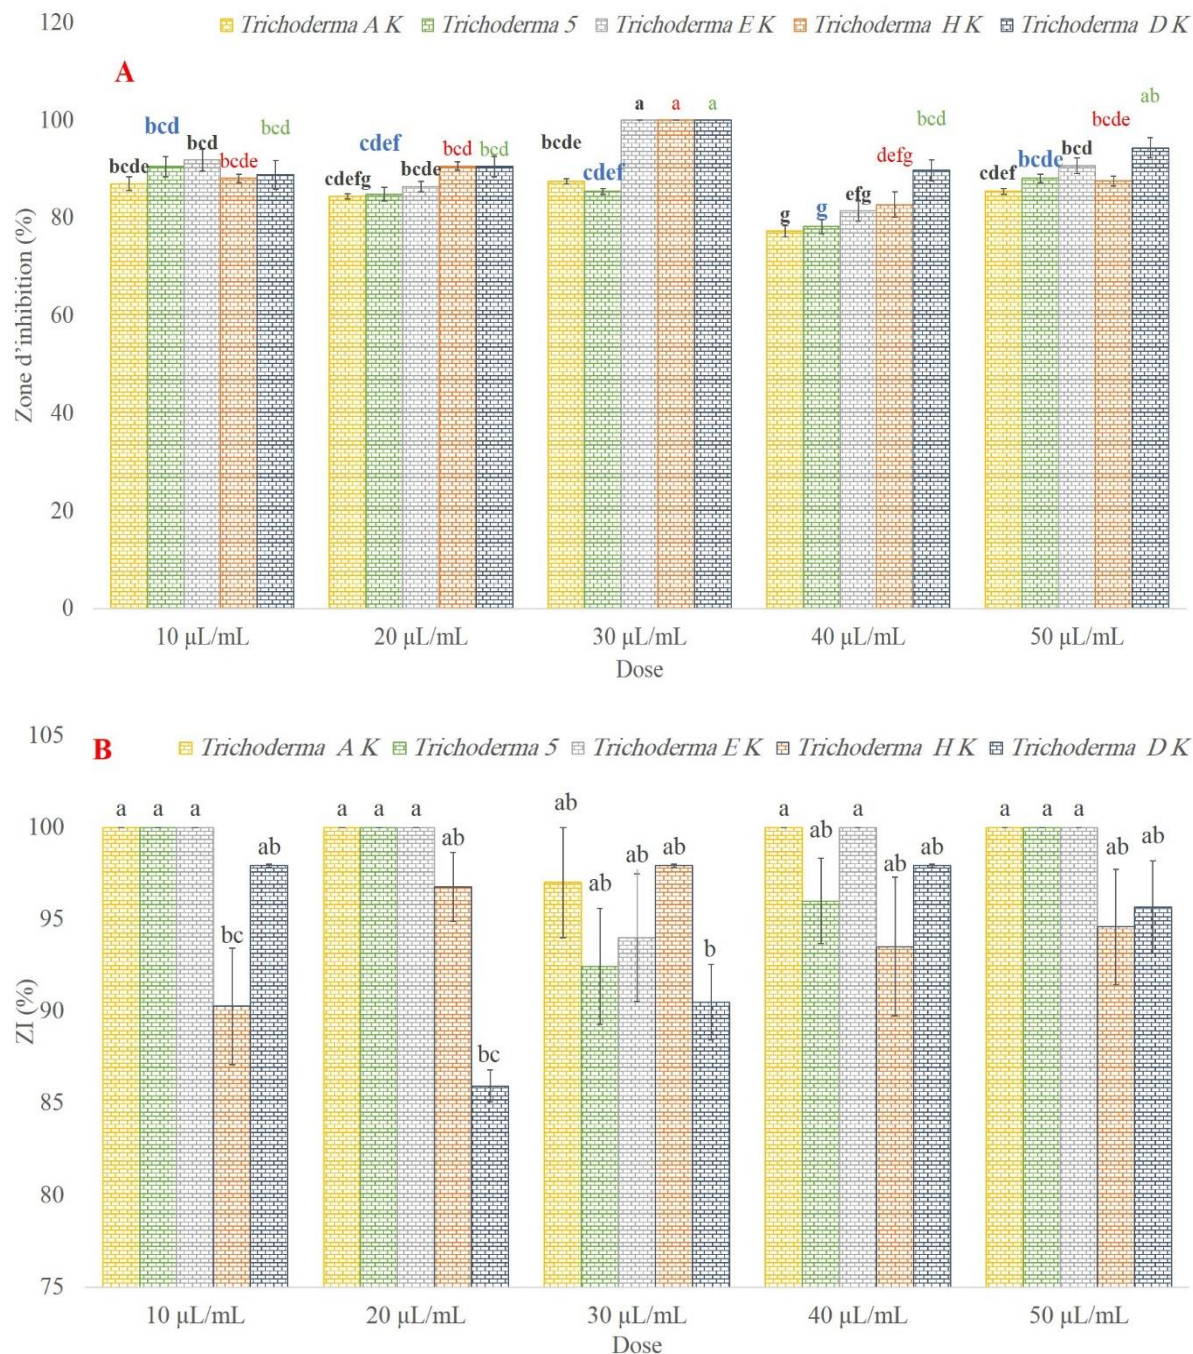 120
Trichoderma A K Trichoderma 5 Trichoderma E K Trichoderma H K Trichoderma D K
A
100
80
60
40
20
0
Zone d'inhibition (%)
bcde bcd bcd bcde bcd
cdefg cdef bcde bcd bcd
bcde cdef a a a
g g efg defg bcd
cdef bcde bcd bcde ab
10 µL/mL 20 µL/mL 30 µL/mL 40 µL/mL 50 µL/mL
Dose
105
B
Trichoderma A K Trichoderma 5 Trichoderma E K Trichoderma H K Trichoderma D K
100
95
90
85
80
75
ZI (%)
a a a bc ab
a a a ab bc
ab ab ab ab b
a ab a ab ab
a a a ab ab
10 µL/mL 20 µL/mL 30 µL/mL 40 µL/mL 50 µL/mL
Dose